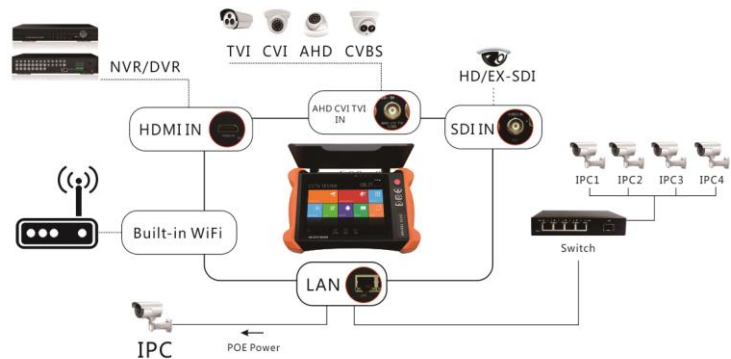 TVI CVI AHD CVBS
NVR/DVR
HD/EX-SDI
HDMI IN
AHD CVI TVI
IN
SDI IN
IPC1 IPC2 IPC3 IPC4
Built-in WiFi
Switch
LAN
IPC
POE Power